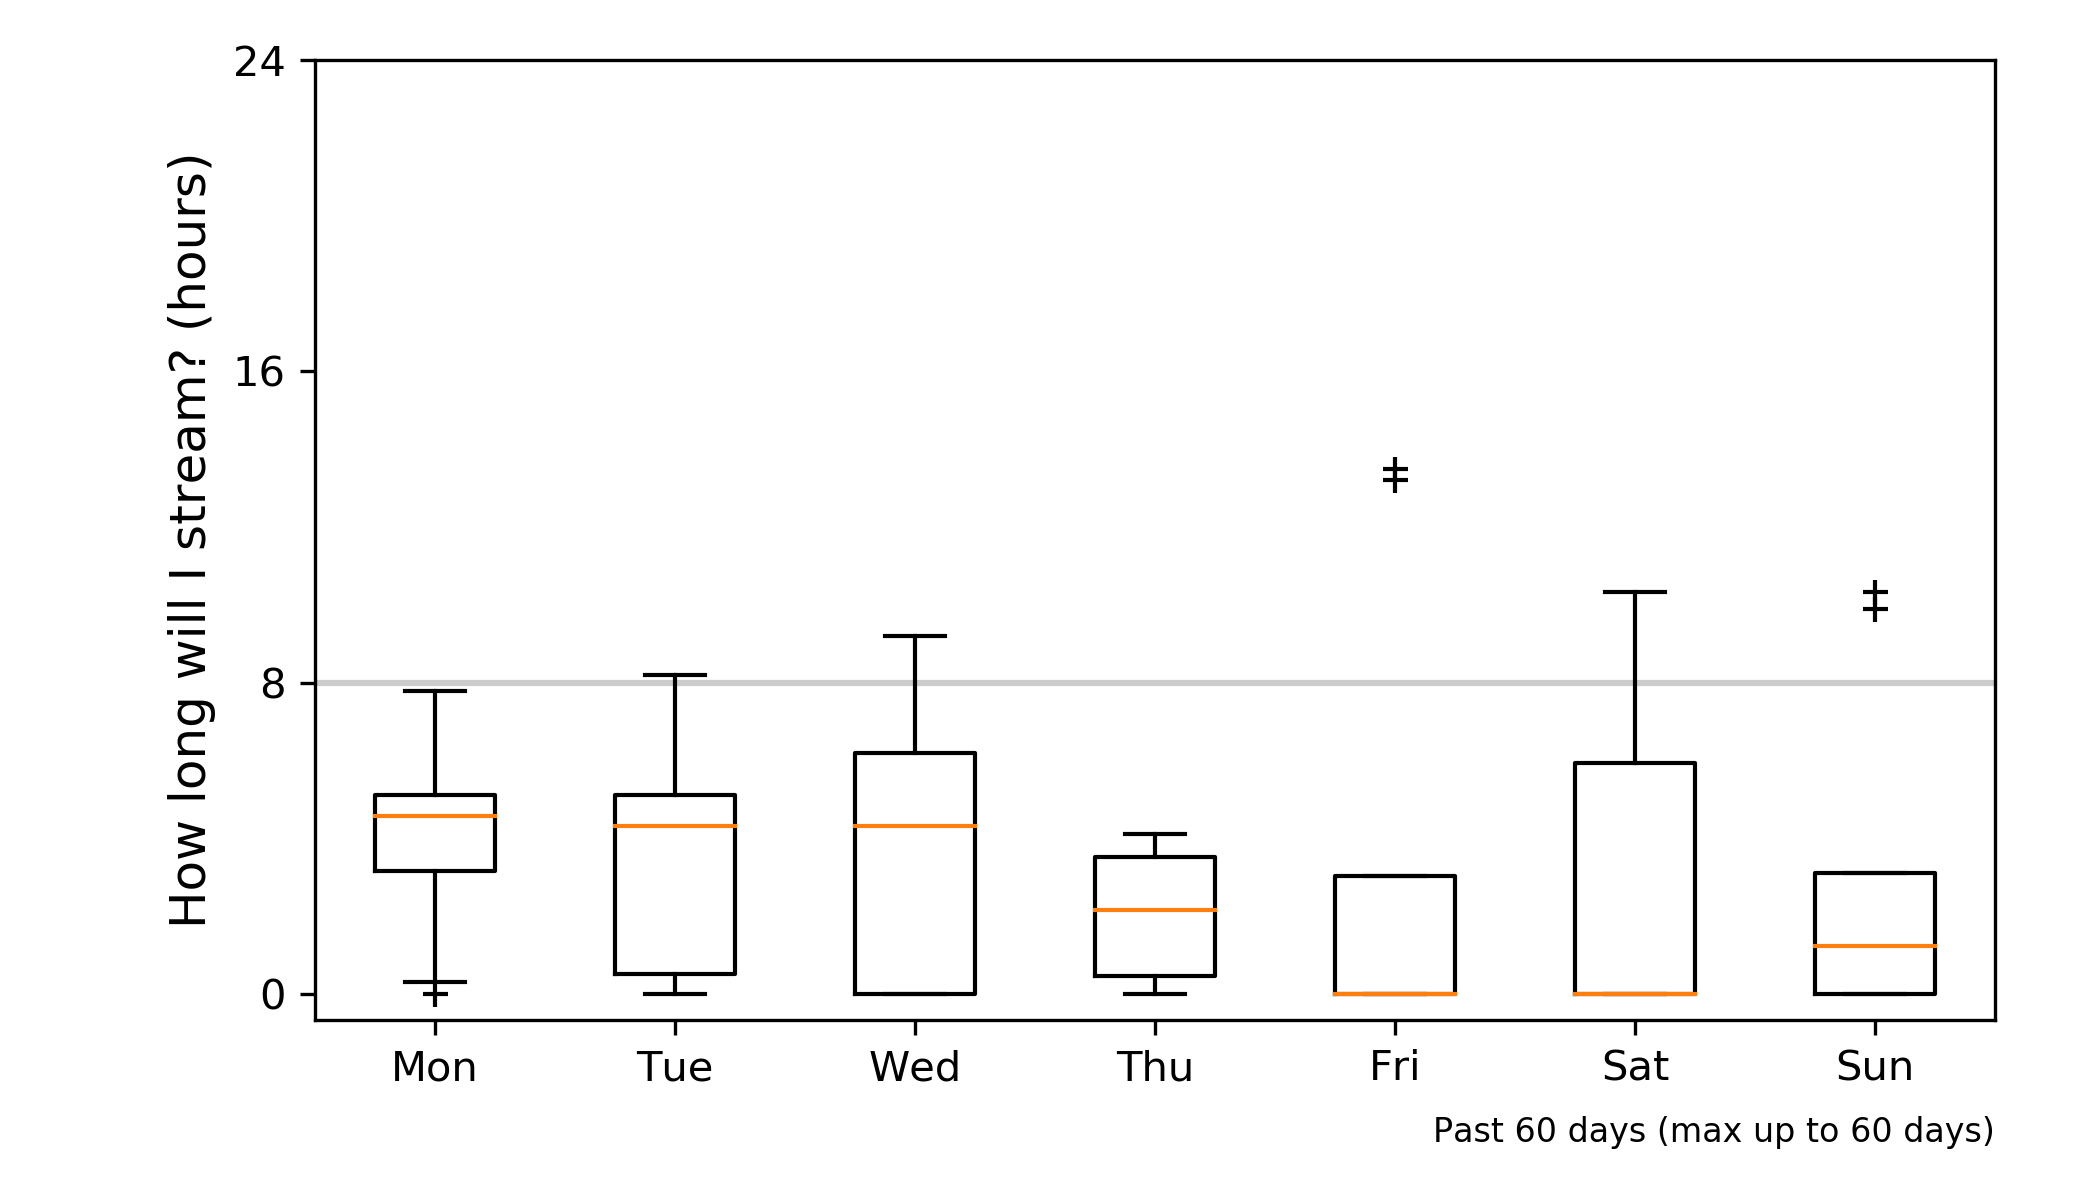 How long will I stream? (hours)
24
16
8
0
Mon Tue Wed Thu Fri Sat Sun
Past 60 days (max up to 60 days)